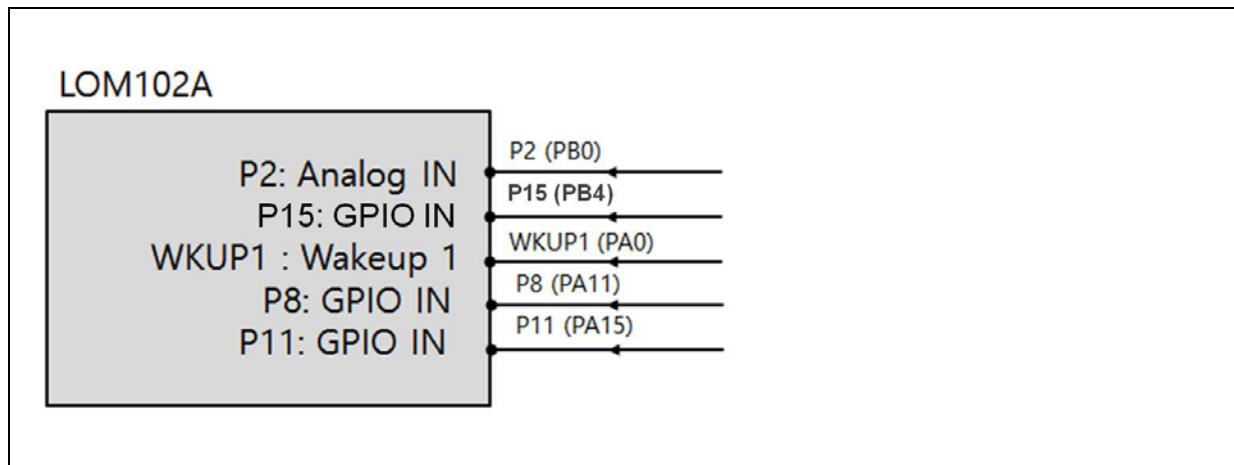 LOM102A
P2: Analog IN
P2 (PB0)
P15: GPIO IN
P15 (PB4)
WKUP1 : Wakeup 1
WKUP1 (PA0)
P8: GPIO IN
P8 (PA11)
P11: GPIO IN
P11 (PA15)